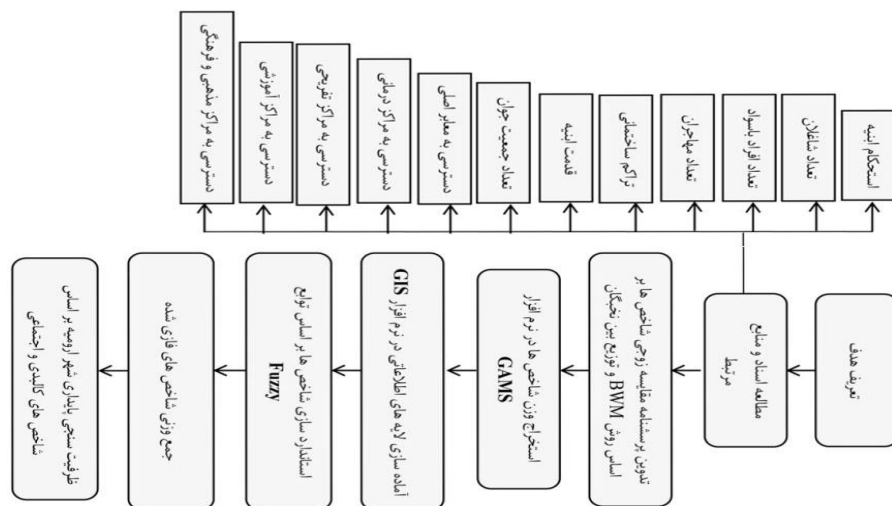 تعریف هدف
مطالعه اسناد و منابع
مرتبط
تدوین پرسشنامه مقایسه زوجی شاخص ها بر
اساس روش BWM و توزیع بین نخبگان
استخراج وزن شاخص ها در نرم افزار
GAMS
آماده سازی لایه های اطلاعاتی در نرم افزار GIS
استاندارد سازی شاخص ها بر اساس توابع
Fuzzy
جمع وزنی شاخص های فازی شده
ظرفیت سنجی پایداری شهر ارومیه بر اساس
شاخص های کالبدی و اجتماعی
استحکام ابنیه
تعداد شاغلان
تعداد افراد باسواد
تعداد مهاجران
تراکم ساختمانی
قدمت ابنیه
تعداد جمعیت جوان
دسترسی به معابر اصلی
دسترسی به مراکز درمانی
دسترسی به مراکز تفریحی
دسترسی به مراکز آموزشی
دسترسی به مراکز مذهبی و فرهنگی